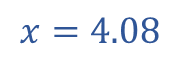 x = 4.08